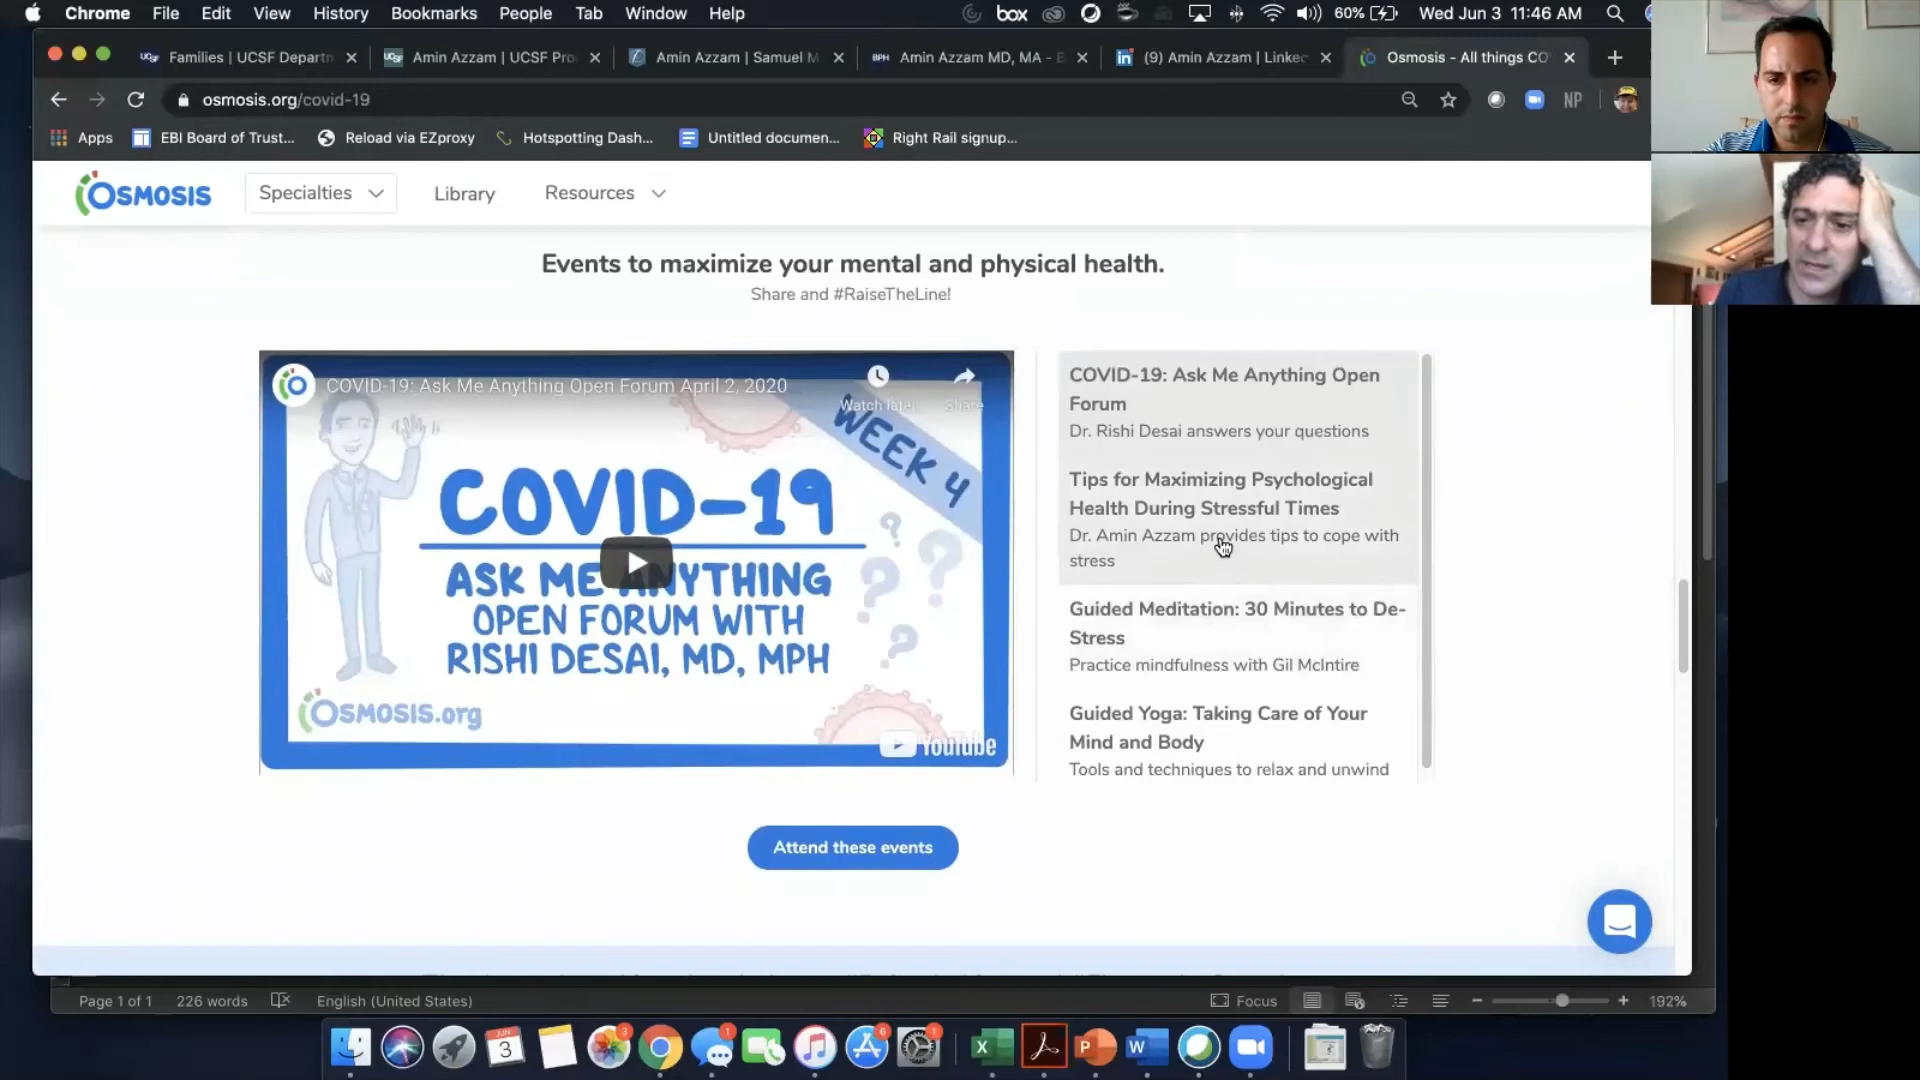 Chrome File Edit View History Bookmarks People Tab Window Help box 60% Wed Jun 3 11:46 AM
Families | UCSF Departn Amin Azzam | UCSF Pro Amin Azzam | Samuel M BPH Amin Azzam MD, MA - B (9) Amin Azzam | Linked Osmosis - All things CO
osmosis.org/covid-19 NP
Apps EBI Board of Trust... Reload via EZproxy Hotspotting Dash... Untitled documen... Right Rail signup...
OSMOSIS Specialties Library Resources
Events to maximize your mental and physical health.
Share and #RaiseTheLine!
COVID-19: Ask Me Anything Open Forum April 2, 2020
Watch later Share
WEEK 4
COVID-19
ASK ME ANYTHING
OPEN FORUM WITH
RISHI DESAI, MD, MPH
OSMOSIS.org
YouTube
COVID-19: Ask Me Anything Open
Forum
Dr. Rishi Desai answers your questions
Tips for Maximizing Psychological
Health During Stressful Times
Dr. Amin Azzam provides tips to cope with
stress
Guided Meditation: 30 Minutes to De-
Stress
Practice mindfulness with Gil McIntire
Guided Yoga: Taking Care of Your
Mind and Body
Tools and techniques to relax and unwind
Attend these events
Page 1 of 1 226 words English (United States) Focus 192%
JUN
3
3
1
6
1